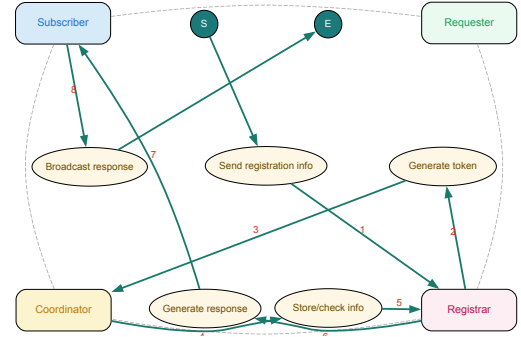 Subscriber
S
E
Requester
8
7
Broadcast response
Send registration info
Generate token
3
1
2
Coordinator
Generate response
Store/check info
5
Registrar